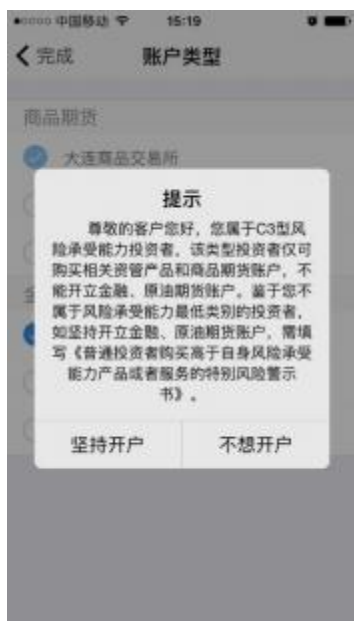 中国移动 15:19
完成 账户类型
商品期货
大连商品交易所
提示
尊敬的客户您好,您属于C3型风
险承受能力投资者,该类型投资者仅可
购买相关资管产品和商品期货账户,不
能开立金融、原油期货账户。鉴于您不
属于风险承受能力最低类别的投资者,
如坚持开立金融、原油期货账户,需填
写《普通投资者购买高于自身风险承受
能力产品或者服务的特别风险警示
书》。
坚持开户 不想开户